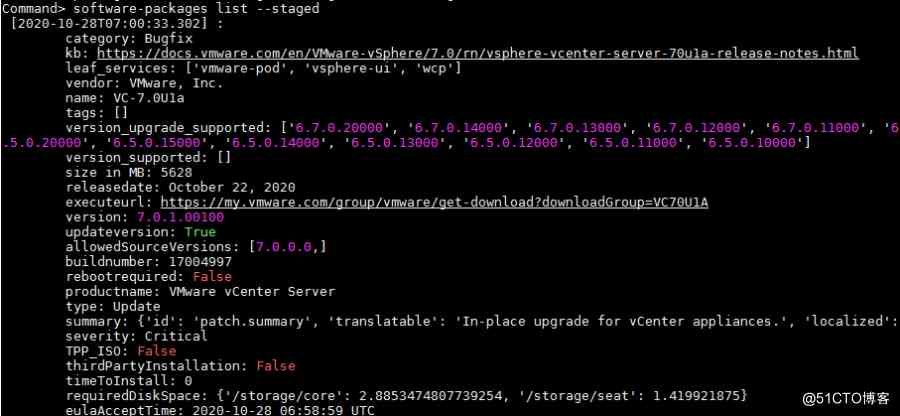 Command> software-packages list --staged
[2020-10-28T07:00:33.302] :
category: Bugfix
kb: https://docs.vmware.com/en/VMware-vSphere/7.0/rn/vsphere-vcenter-server-70u1a-release-notes.html
leaf_services: ['vmware-pod', 'vsphere-ui', 'wcp']
vendor: VMware, Inc.
name: VC-7.0U1a
tags: []
version_upgrade_supported: ['6.7.0.20000', '6.7.0.14000', '6.7.0.13000', '6.7.0.12000', '6.7.0.11000', '6
.5.0.20000', '6.5.0.15000', '6.5.0.14000', '6.5.0.13000', '6.5.0.12000', '6.5.0.11000', '6.5.0.10000']
version_supported: []
size in MB: 5628
releasedate: October 22, 2020
executeurl: https://my.vmware.com/group/vmware/get-download?downloadGroup=VC70U1A
version: 7.0.1.00100
updateversion: True
allowedSourceVersions: [7.0.0.0,]
buildnumber: 17004997
rebootrequired: False
productname: VMware vCenter Server
type: Update
summary: {'id': 'patch.summary', 'translatable': 'In-place upgrade for vCenter appliances.', 'localized':
severity: Critical
TPP_ISO: False
thirdPartyInstallation: False
timeToInstall: 0
requiredDiskSpace: {'/storage/core': 2.8853474807739254, '/storage/seat': 1.419921875}
eulaAcceptTime: 2020-10-28 06:58:59 UTC
@51CTO博客